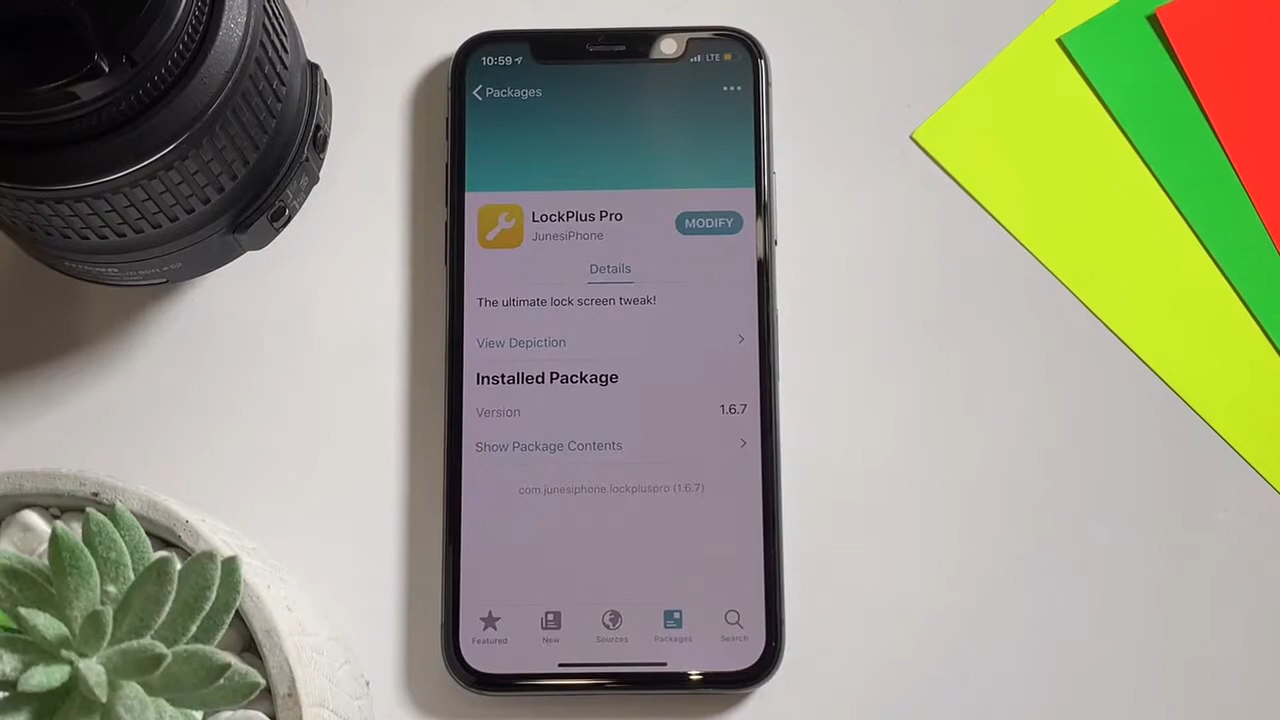 10:59
LTE
Packages
LockPlus Pro
MODIFY
JunesiPhone
Details
The ultimate lock screen tweak!
View Depiction
Installed Package
Version
1.6.7
Show Package Contents
com.junesiphone.lockpluspro (1.6.7)
Featured
New
Sources
Packages
Search